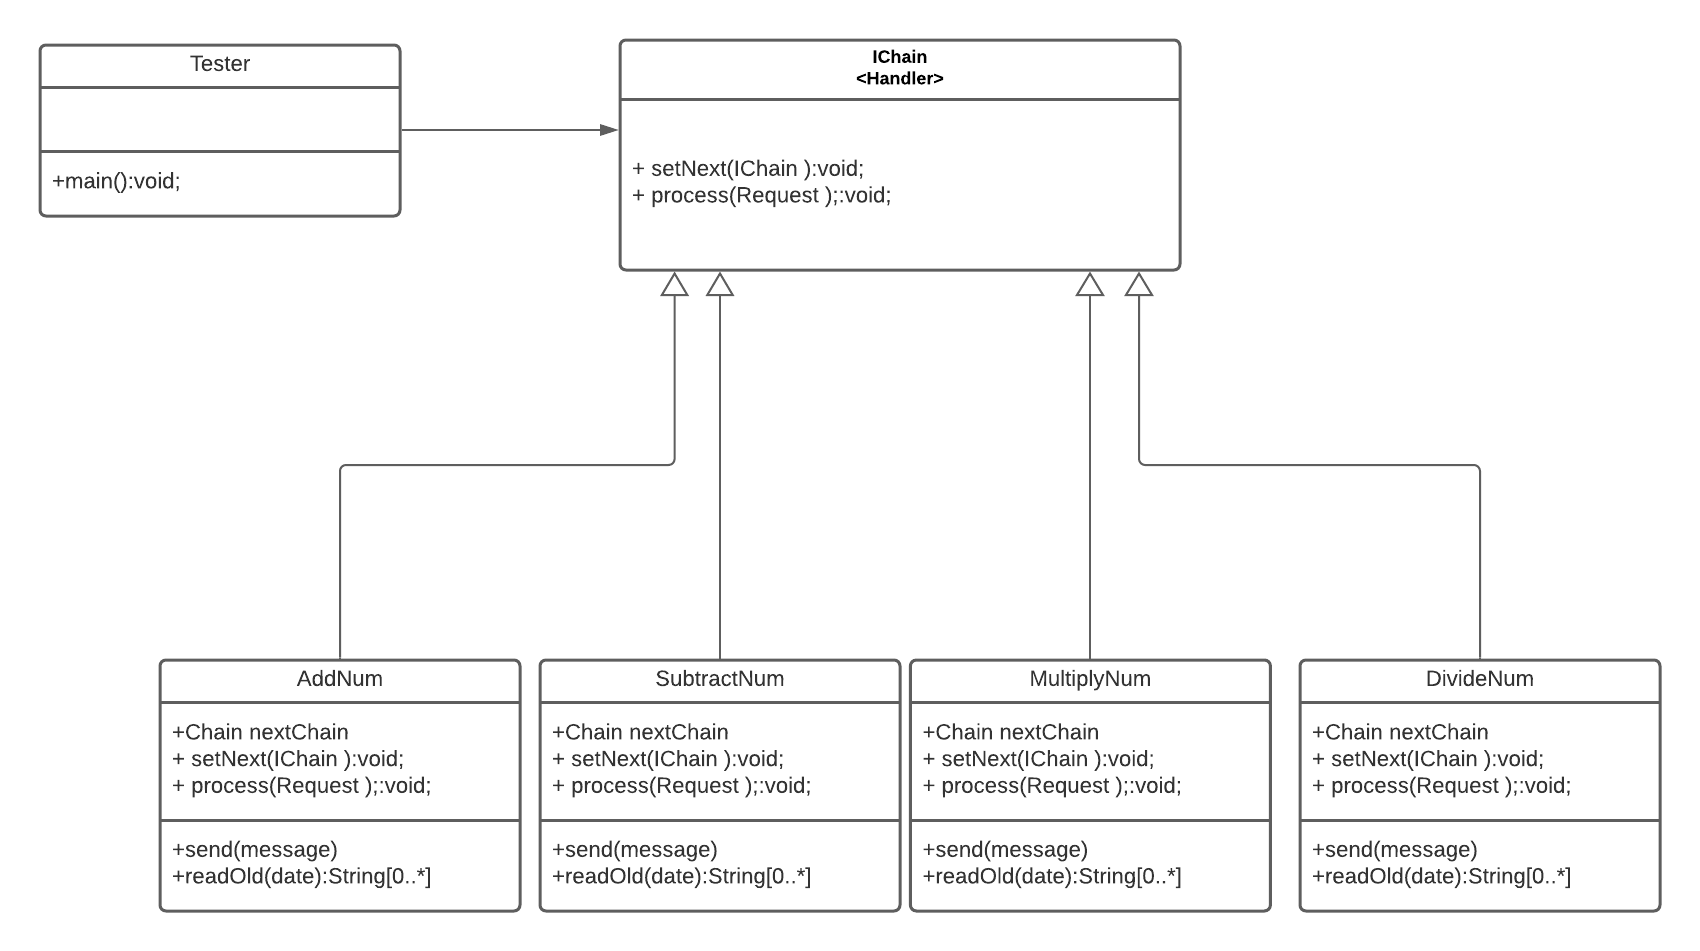 Tester
+main():void;
IChain
<Handler>
+ setNext(IChain ):void;
+ process(Request );:void;
AddNum
+Chain nextChain
+ setNext(IChain ):void;
+ process(Request );:void;
+send(message)
+readOld(date):String[0..*]
SubtractNum
+Chain nextChain
+ setNext(IChain ):void;
+ process(Request );:void;
+send(message)
+readOld(date):String[0..*]
MultiplyNum
+Chain nextChain
+ setNext(IChain ):void;
+ process(Request );:void;
+send(message)
+readOld(date):String[0..*]
DivideNum
+Chain nextChain
+ setNext(IChain ):void;
+ process(Request );:void;
+send(message)
+readOld(date):String[0..*]